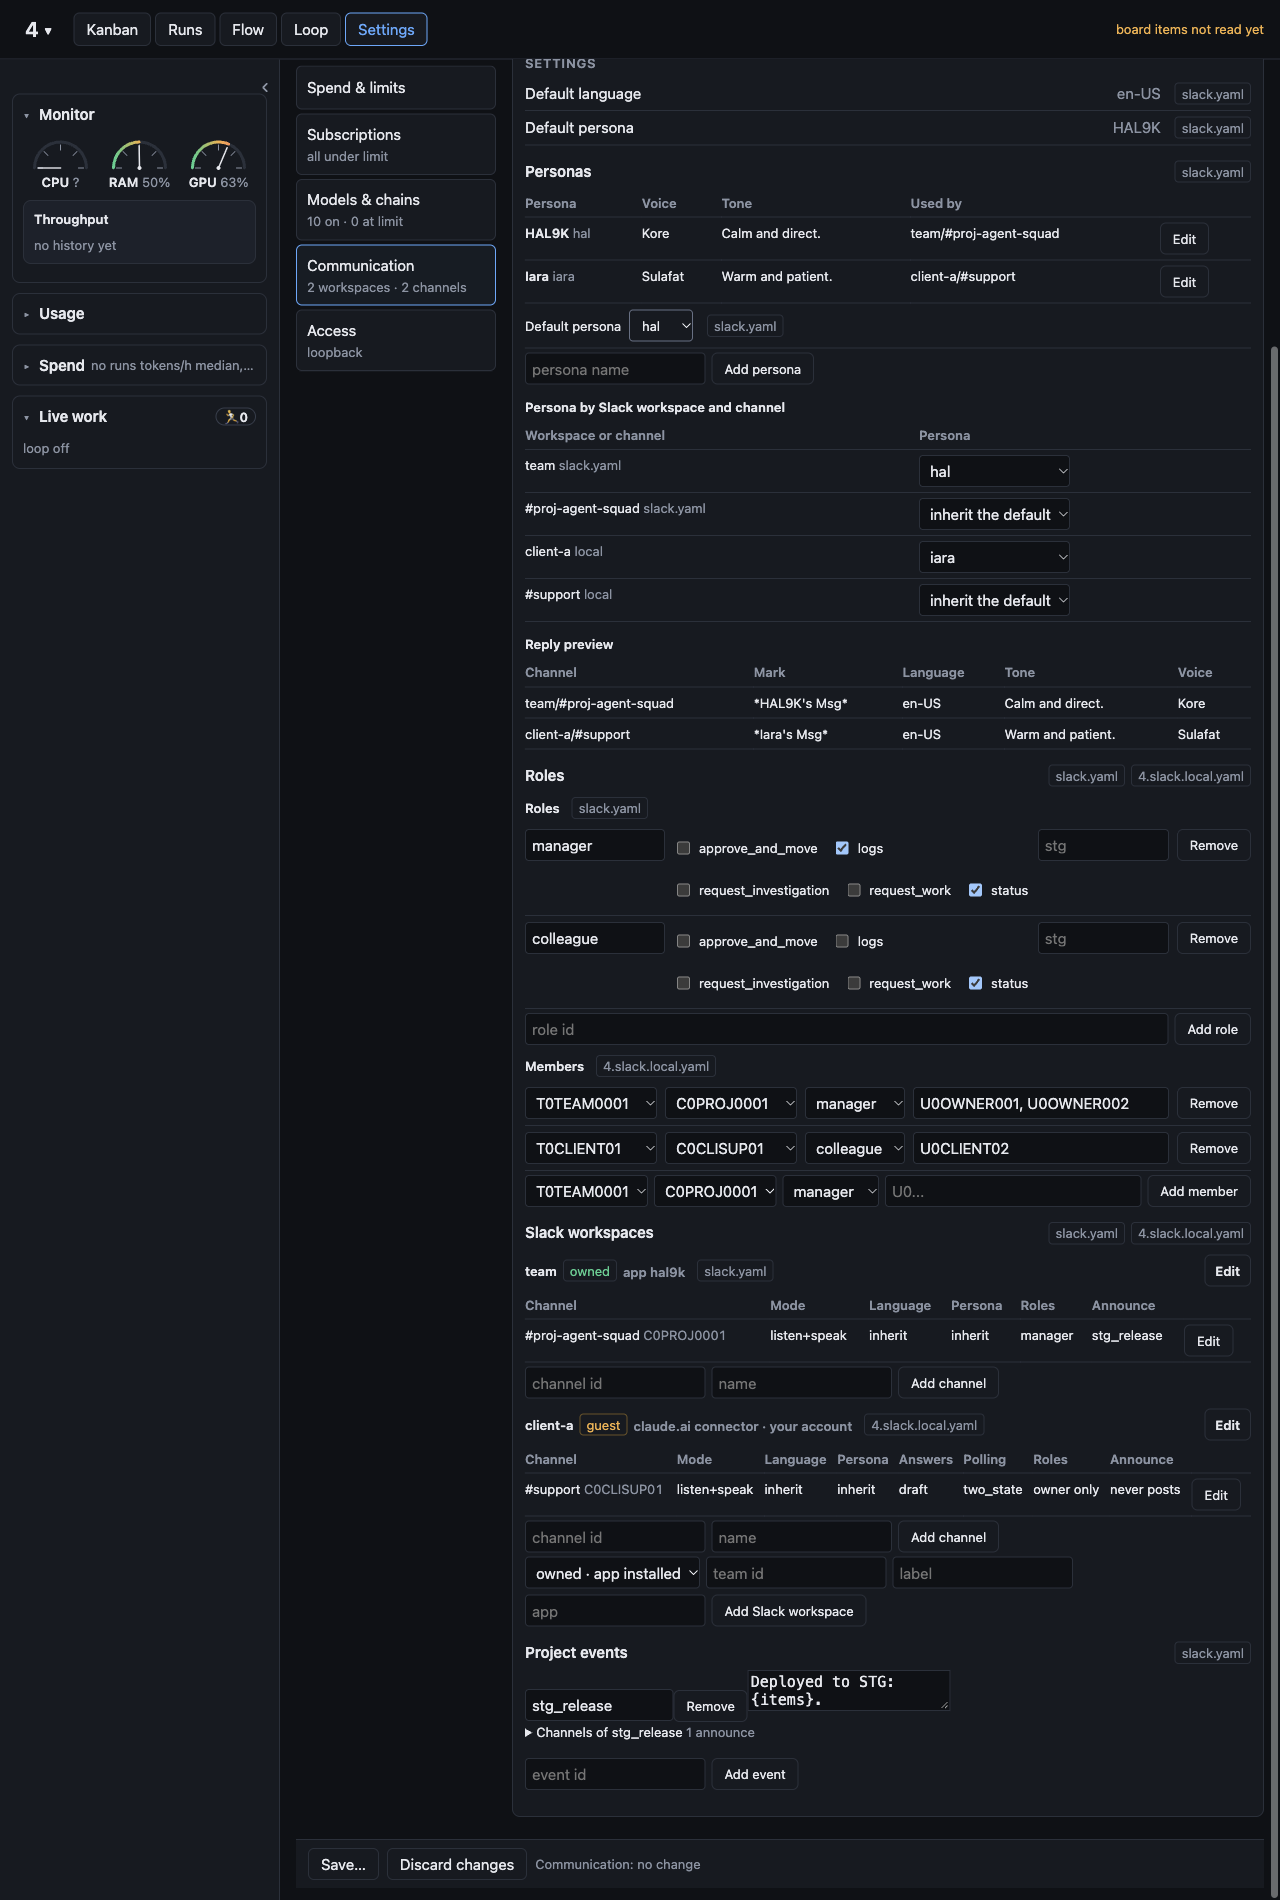 4 ▾ Kanban Runs Flow Loop Settings board items not read yet
Monitor
CPU ? RAM 50% GPU 63%
Throughput
no history yet
Usage
Spend no runs tokens/h median,...
Live work 0
loop off
Spend & limits
Subscriptions
all under limit
Models & chains
10 on · 0 at limit
Communication
2 workspaces · 2 channels
Access
loopback
SETTINGS
Default language en-US slack.yaml
Default persona HAL9K slack.yaml
Personas slack.yaml
Persona Voice Tone Used by
HAL9K hal Kore Calm and direct. team/#proj-agent-squad Edit
Iara iara Sulafat Warm and patient. client-a/#support Edit
Default persona hal slack.yaml
persona name Add persona
Persona by Slack workspace and channel
Workspace or channel Persona
team slack.yaml hal
#proj-agent-squad slack.yaml inherit the default
client-a local iara
#support local inherit the default
Reply preview
Channel Mark Language Tone Voice
team/#proj-agent-squad *HAL9K's Msg* en-US Calm and direct. Kore
client-a/#support *Iara's Msg* en-US Warm and patient. Sulafat
Roles slack.yaml 4.slack.local.yaml
Roles slack.yaml
manager approve_and_move logs stg Remove
request_investigation request_work status
colleague approve_and_move logs stg Remove
request_investigation request_work status
role id Add role
Members 4.slack.local.yaml
T0TEAM0001 C0PROJ0001 manager U0OWNER001, U0OWNER002 Remove
T0CLIENT01 C0CLISUP01 colleague U0CLIENT02 Remove
T0TEAM0001 C0PROJ0001 manager U0... Add member
Slack workspaces slack.yaml 4.slack.local.yaml
team owned app hal9k slack.yaml Edit
Channel Mode Language Persona Roles Announce
#proj-agent-squad C0PROJ0001 listen+speak inherit inherit manager stg_release Edit
channel id name Add channel
client-a guest claude.ai connector · your account 4.slack.local.yaml Edit
Channel Mode Language Persona Answers Polling Roles Announce
#support C0CLISUP01 listen+speak inherit inherit draft two_state owner only never posts Edit
channel id name Add channel
owned · app installed team id label
app Add Slack workspace
Project events slack.yaml
Deployed to STG:
{items}.
stg_release Remove
Channels of stg_release 1 announce
event id Add event
Save... Discard changes Communication: no change